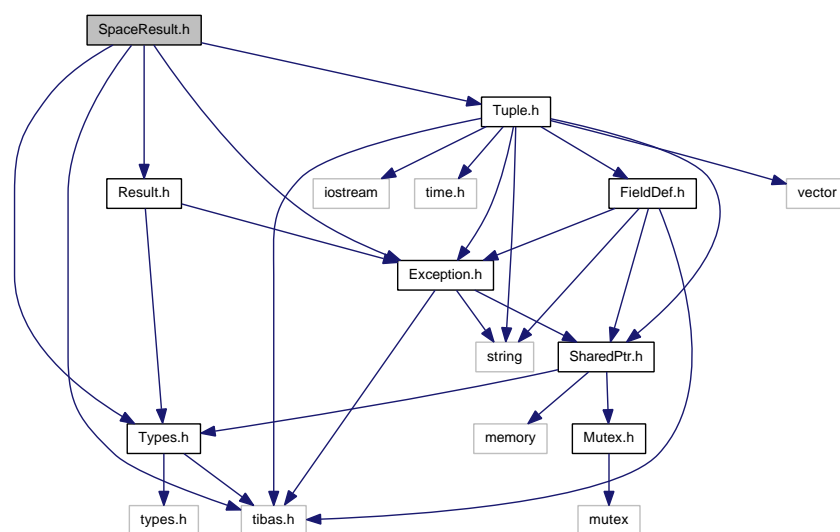 SpaceResult.h
Tuple.h
Result.h
iostream
time.h
FieldDef.h
vector
Exception.h
string
SharedPtr.h
Types.h
memory
Mutex.h
types.h
tibas.h
mutex